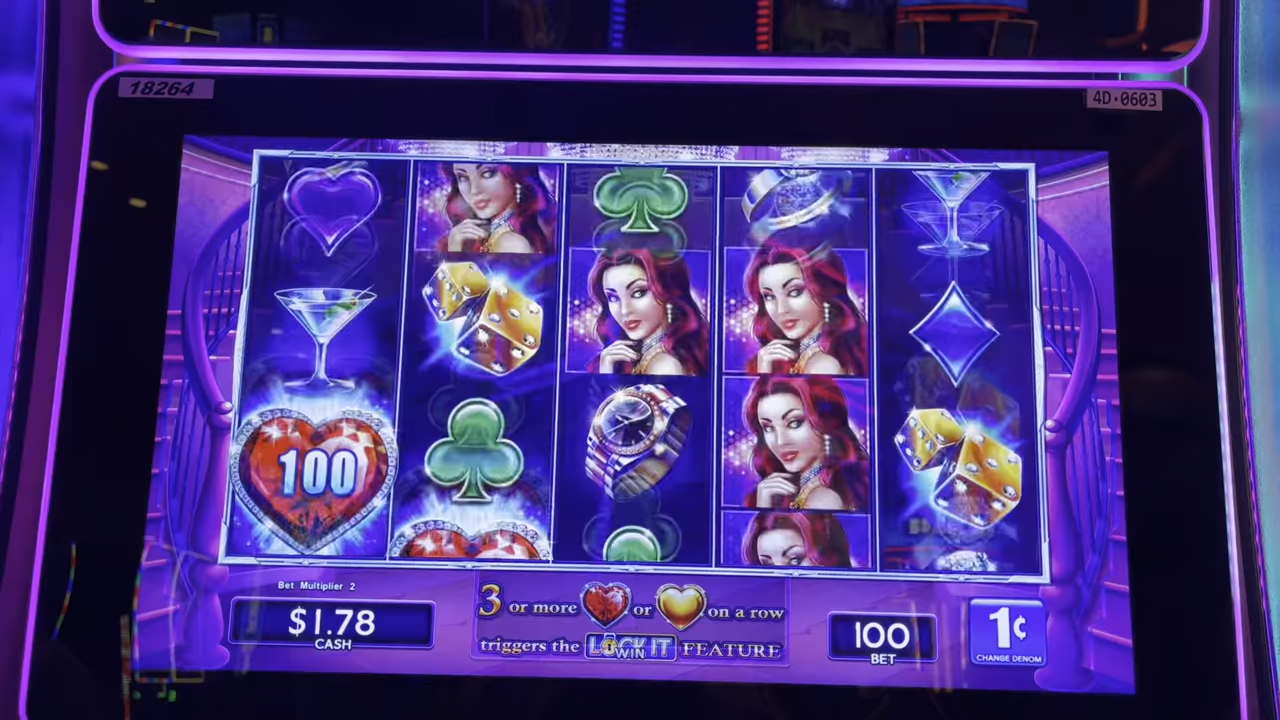 18264
4D·0603
100
Bet Multiplier 2
$1.78
CASH
3 or more or on a row
triggers the LOCK IT FEATURE
WIN
100
BET
1¢
CHANGE DENOM